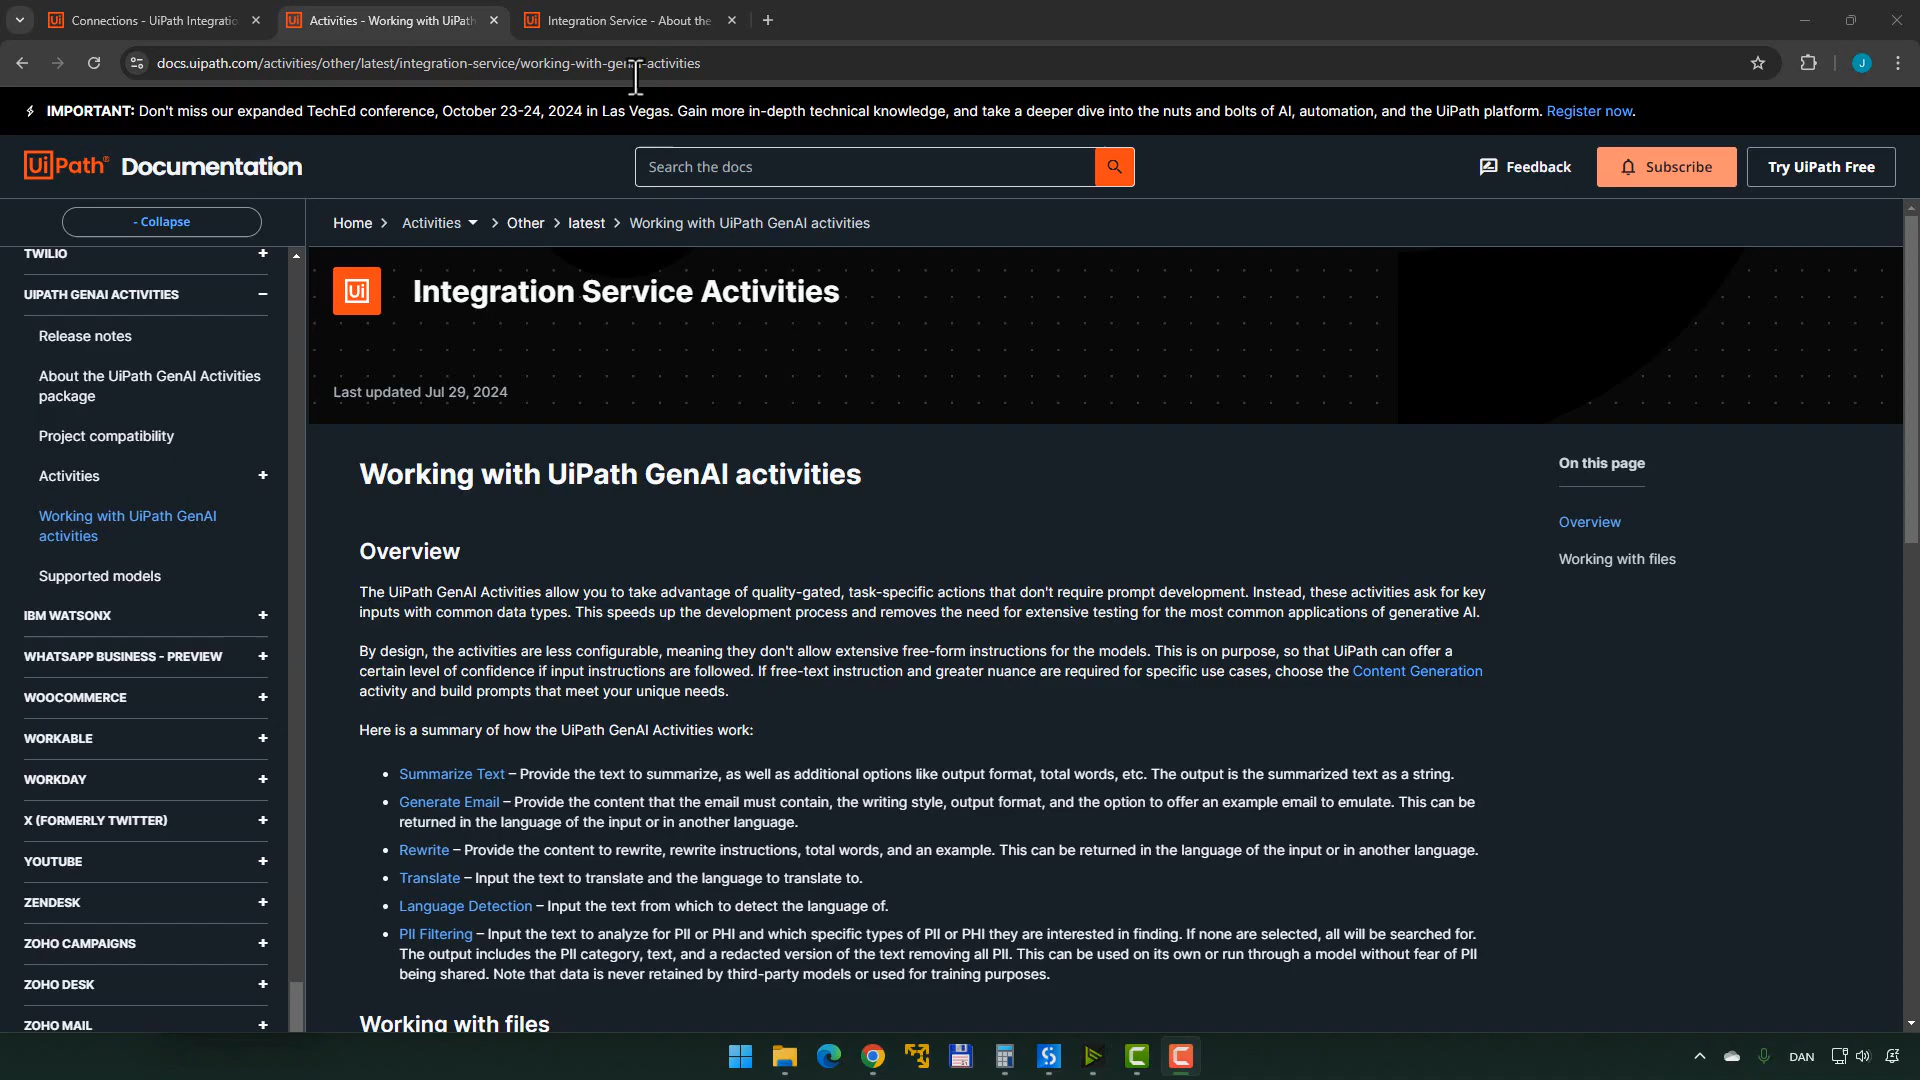 Connections - UiPath Integratio
Activities - Working with UiPath
Integration Service - About the
docs.uipath.com/activities/other/latest/integration-service/working-with-genai-activities
J
IMPORTANT: Don't miss our expanded TechEd conference, October 23-24, 2024 in Las Vegas. Gain more in-depth technical knowledge, and take a deeper dive into the nuts and bolts of AI, automation, and the UiPath platform. Register now.
UiPath Documentation
Search the docs
Feedback
Subscribe
Try UiPath Free
- Collapse
Home > Activities > Other > latest > Working with UiPath GenAI activities
TWILIO +
UIPATH GENAI ACTIVITIES −
Release notes
About the UiPath GenAI Activities
package
Project compatibility
Activities +
Working with UiPath GenAI
activities
Supported models
IBM WATSONX +
WHATSAPP BUSINESS - PREVIEW +
WOOCOMMERCE +
WORKABLE +
WORKDAY +
X (FORMERLY TWITTER) +
YOUTUBE +
ZENDESK +
ZOHO CAMPAIGNS +
ZOHO DESK +
ZOHO MAIL +
Ui Integration Service Activities
Last updated Jul 29, 2024
Working with UiPath GenAI activities
Overview
The UiPath GenAI Activities allow you to take advantage of quality-gated, task-specific actions that don't require prompt development. Instead, these activities ask for key
inputs with common data types. This speeds up the development process and removes the need for extensive testing for the most common applications of generative AI.
By design, the activities are less configurable, meaning they don't allow extensive free-form instructions for the models. This is on purpose, so that UiPath can offer a
certain level of confidence if input instructions are followed. If free-text instruction and greater nuance are required for specific use cases, choose the Content Generation
activity and build prompts that meet your unique needs.
Here is a summary of how the UiPath GenAI Activities work:
• Summarize Text – Provide the text to summarize, as well as additional options like output format, total words, etc. The output is the summarized text as a string.
• Generate Email – Provide the content that the email must contain, the writing style, output format, and the option to offer an example email to emulate. This can be
returned in the language of the input or in another language.
• Rewrite – Provide the content to rewrite, rewrite instructions, total words, and an example. This can be returned in the language of the input or in another language.
• Translate – Input the text to translate and the language to translate to.
• Language Detection – Input the text from which to detect the language of.
• PII Filtering – Input the text to analyze for PII or PHI and which specific types of PII or PHI they are interested in finding. If none are selected, all will be searched for.
The output includes the PII category, text, and a redacted version of the text removing all PII. This can be used on its own or run through a model without fear of PII
being shared. Note that data is never retained by third-party models or used for training purposes.
Working with files
On this page
Overview
Working with files
DAN